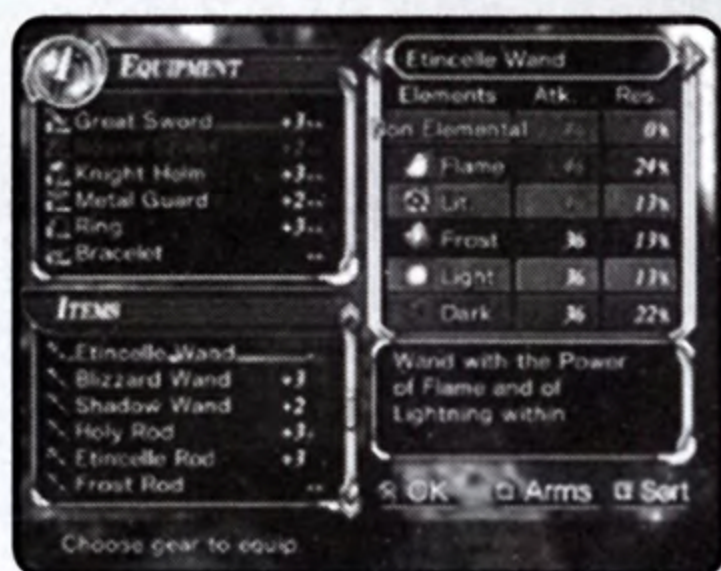 #1 EQUIPMENT
Great Sword +3
+2
Knight Helm +3
Metal Guard +2
Ring +3
Bracelet --
ITEMS
Etincelle Wand
Blizzard Wand +3
Shadow Wand +2
Holy Rod +3
Etincelle Rod +3
Frost Rod --
Choose gear to equip
Etincelle Wand
Elements Atk. Res.
Non Elemental 0%
Flame 24%
Lit. 13%
Frost 36 19%
Light 36 13%
Dark 36 22%
Wand with the Power
of Flame and of
Lightning within
OK Arms Sort